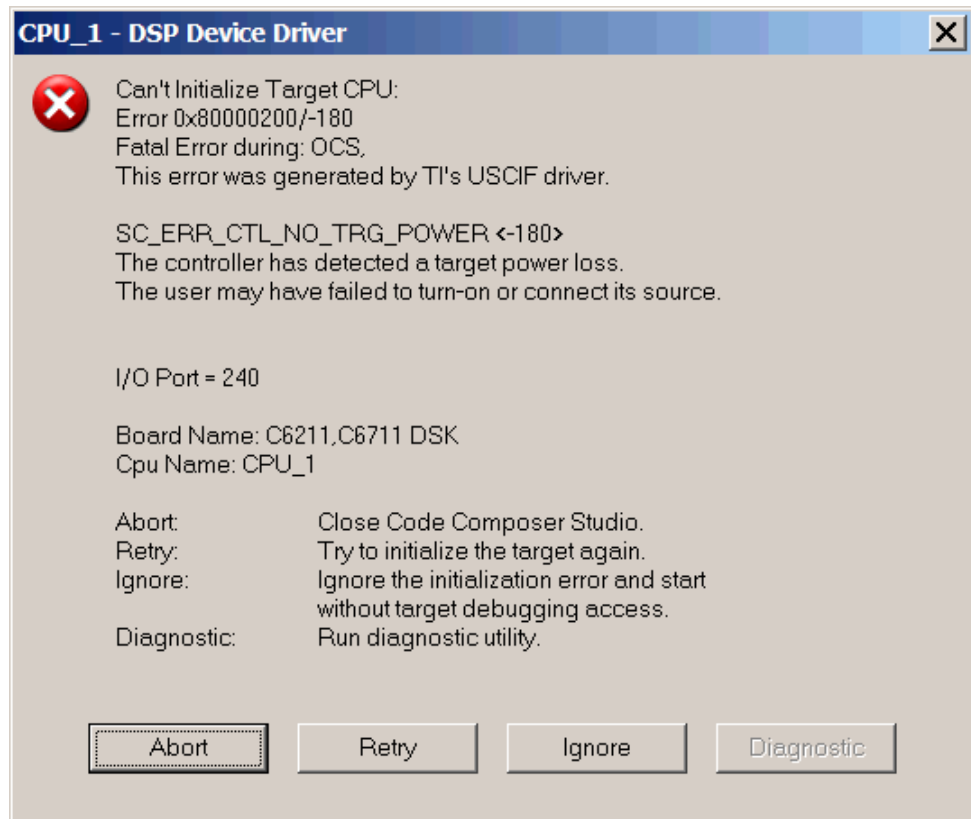 CPU_1 - DSP Device Driver
Can't Initialize Target CPU:
Error 0x80000200/-180
Fatal Error during: OCS,
This error was generated by TI's USCIF driver.
SC_ERR_CTL_NO_TRG_POWER <-180>
The controller has detected a target power loss.
The user may have failed to turn-on or connect its source.
I/O Port = 240
Board Name: C6211,C6711 DSK
Cpu Name: CPU_1
Abort: Close Code Composer Studio.
Retry: Try to initialize the target again.
Ignore: Ignore the initialization error and start
without target debugging access.
Diagnostic: Run diagnostic utility.
Abort Retry Ignore Diagnostic